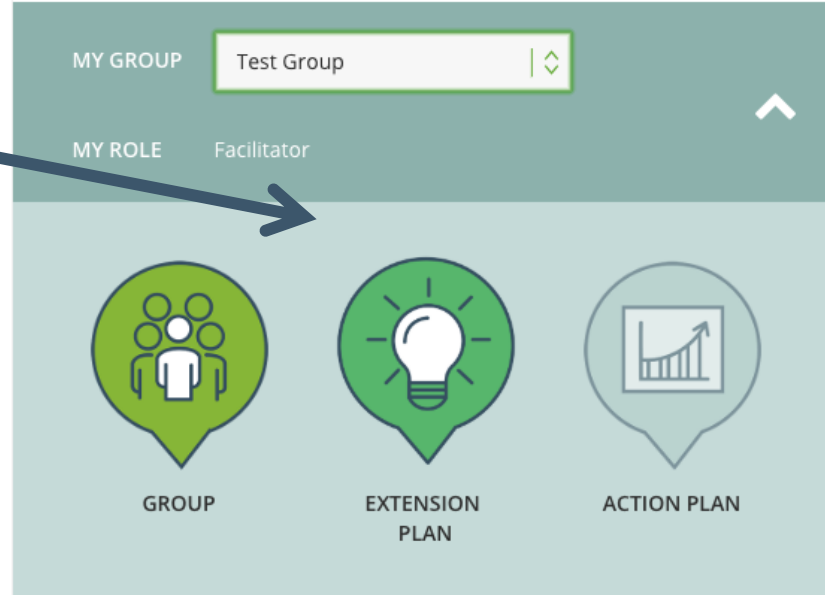 MY GROUP Test Group
MY ROLE Facilitator
GROUP
EXTENSION
PLAN
ACTION PLAN